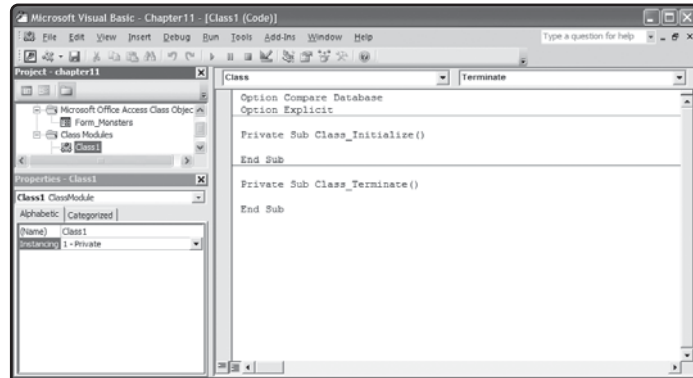 Microsoft Visual Basic - Chapter11 - [Class1 (Code)]
File Edit View Insert Debug Run Tools Add-Ins Window Help
Type a question for help
Project - chapter11
Microsoft Office Access Class Objec
Form_Monsters
Class Modules
Class1
Properties - Class1
Class1 ClassModule
Alphabetic Categorized
(Name) Class1
Instancing 1 - Private
Class
Terminate
Option Compare Database
Option Explicit
Private Sub Class_Initialize()
End Sub
Private Sub Class_Terminate()
End Sub